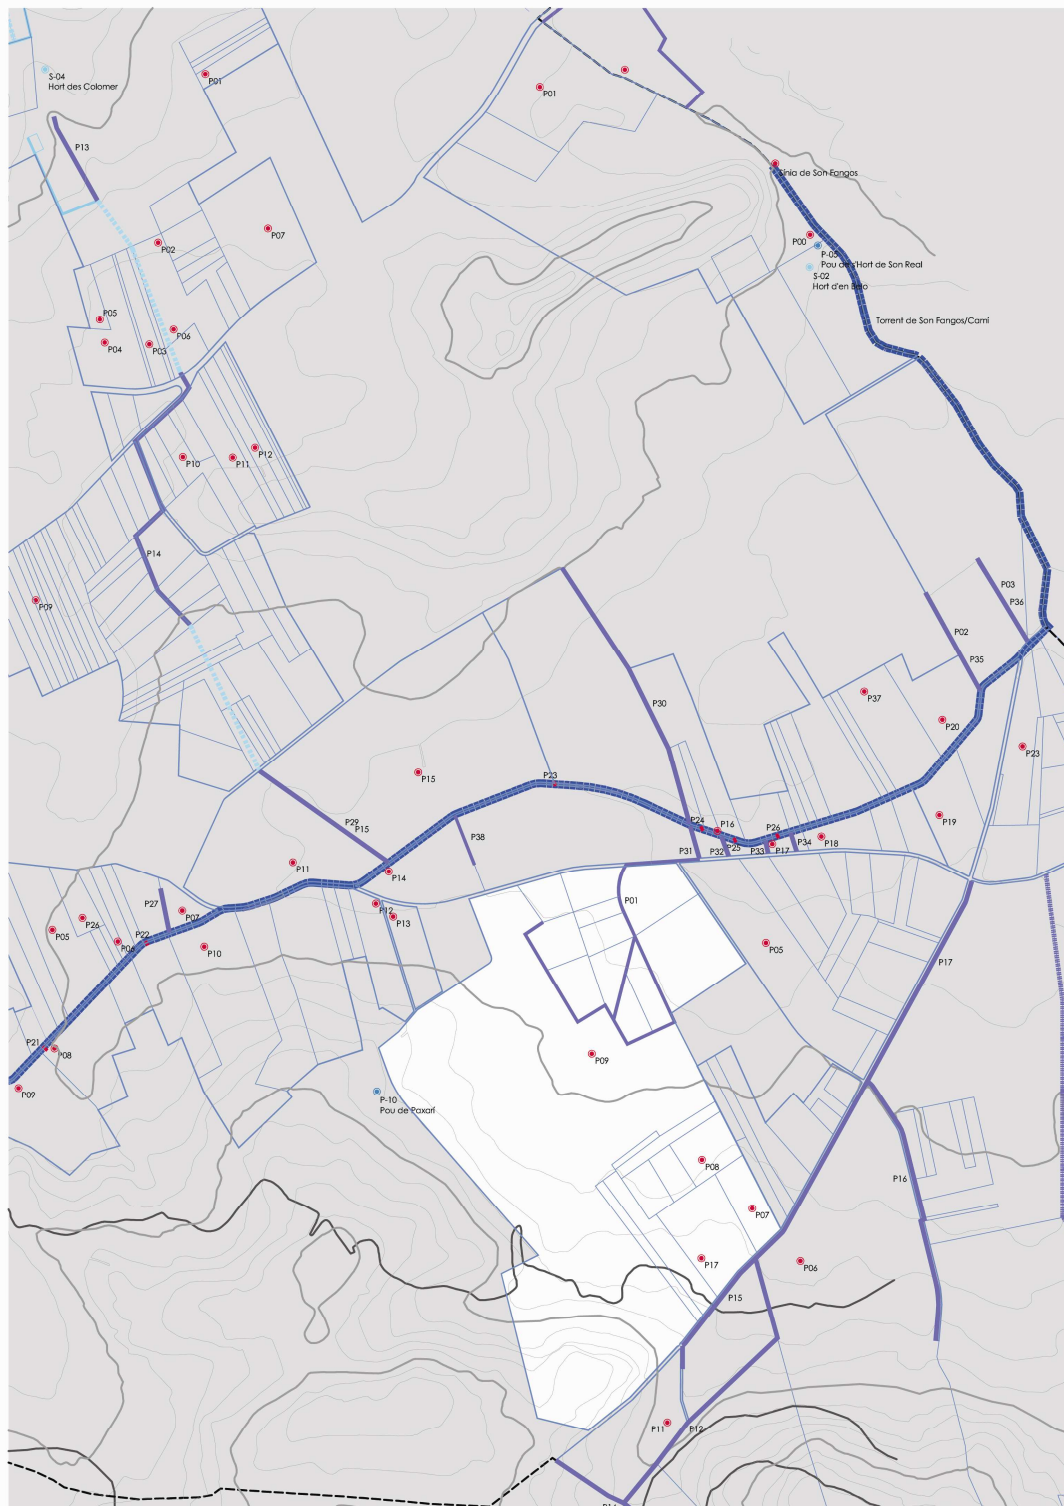 S-04
Hort des Colomer
P01
P01
P13
Sínia de Son Fangos
P02
P07
P00
P-05
Pou de s'Hort de Son Real
S-02
Hort d'en Belo
P05
P06
P04
P03
Torrent de Son Fangos/Camí
P10
P11
P12
P14
P03
P09
P36
P02
P35
P37
P30
P20
P23
P15
P23
P29
P15
P24
P16
P26
P38
P25
P19
P18
P34
P31
P32
P33
P17
P11
P14
P27
P07
P12
P13
P01
P26
P05
P06
P22
P10
P05
P17
P21
P08
P09
P09
P-10
Pou de Paxarí
P08
P16
P07
P17
P06
P15
P11
P12